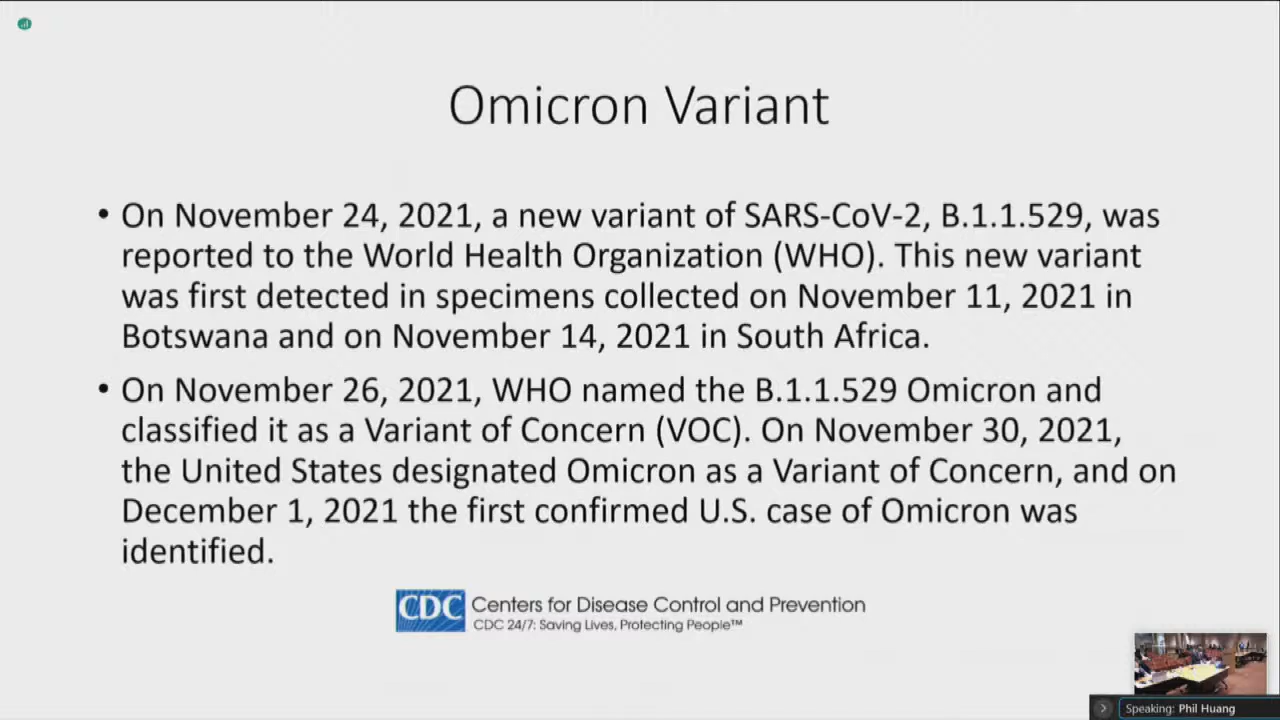 Omicron Variant
• On November 24, 2021, a new variant of SARS-CoV-2, B.1.1.529, was
reported to the World Health Organization (WHO). This new variant
was first detected in specimens collected on November 11, 2021 in
Botswana and on November 14, 2021 in South Africa.
• On November 26, 2021, WHO named the B.1.1.529 Omicron and
classified it as a Variant of Concern (VOC). On November 30, 2021,
the United States designated Omicron as a Variant of Concern, and on
December 1, 2021 the first confirmed U.S. case of Omicron was
identified.
CDC Centers for Disease Control and Prevention
CDC 24/7: Saving Lives, Protecting People™
Speaking: Phil Huang